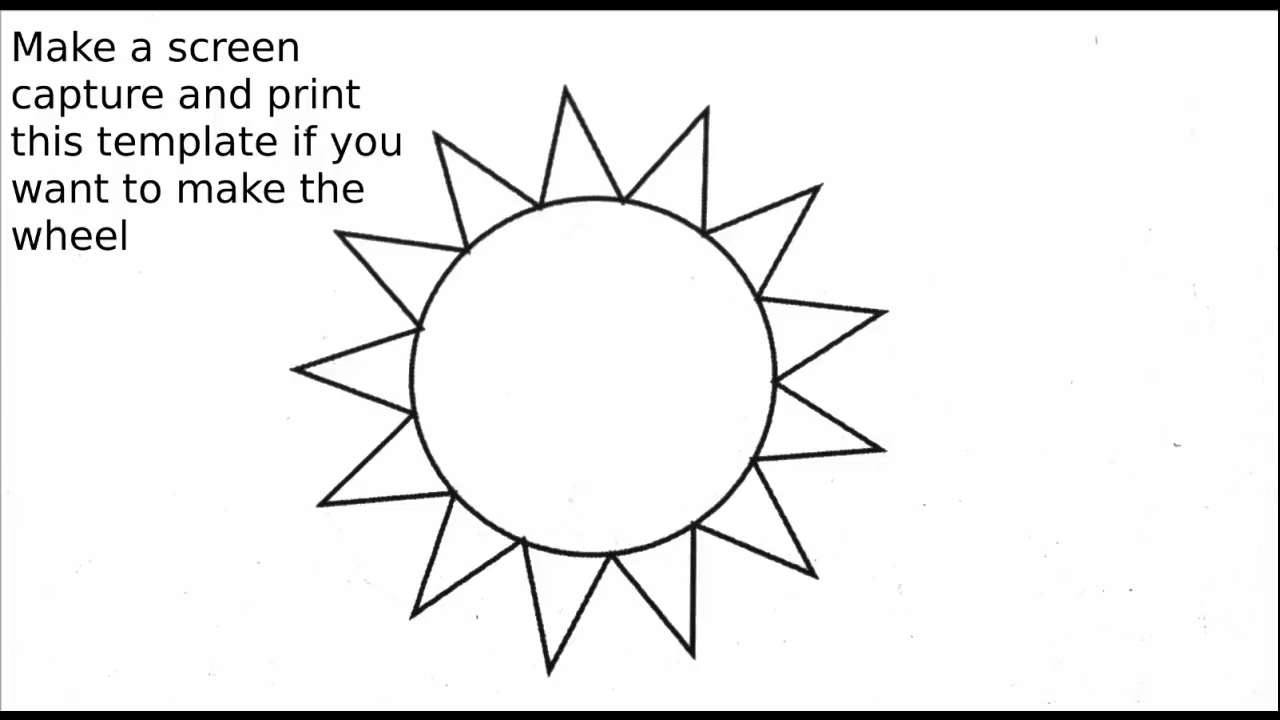 Make a screen
capture and print
this template if you
want to make the
wheel